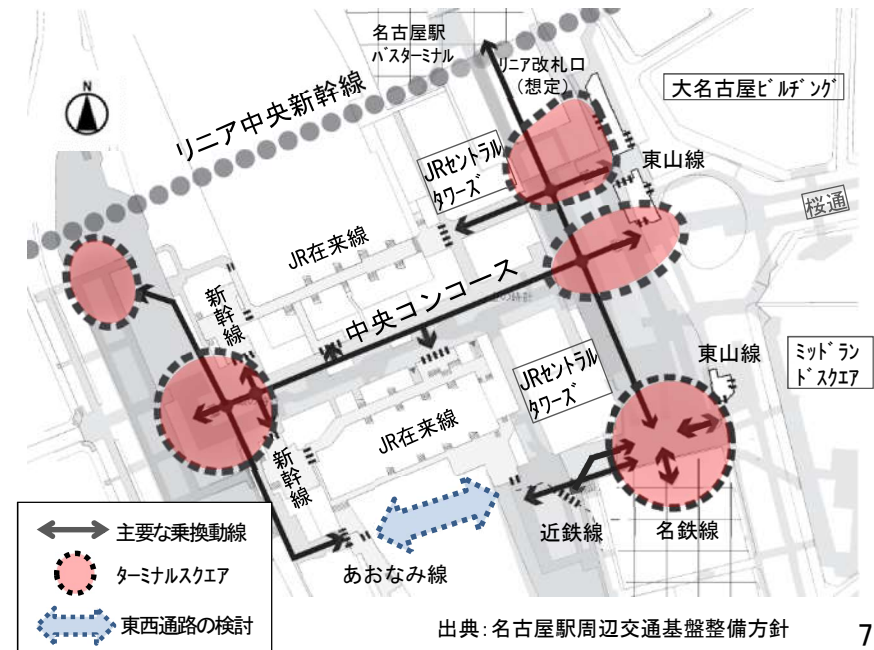 名古屋駅
バスターミナル
リニア改札口
(想定)
大名古屋ビルヂング
N
リニア中央新幹線
JRセントラル
タワーズ
東山線
桜通
JR在来線
新幹線
中央コンコース
東山線
ミッドラン
ドスクエア
JRセントラル
タワーズ
JR在来線
新幹線
近鉄線
名鉄線
あおなみ線
主要な乗換動線
ターミナルスクエア
東西通路の検討
出典:名古屋駅周辺交通基盤整備方針
7